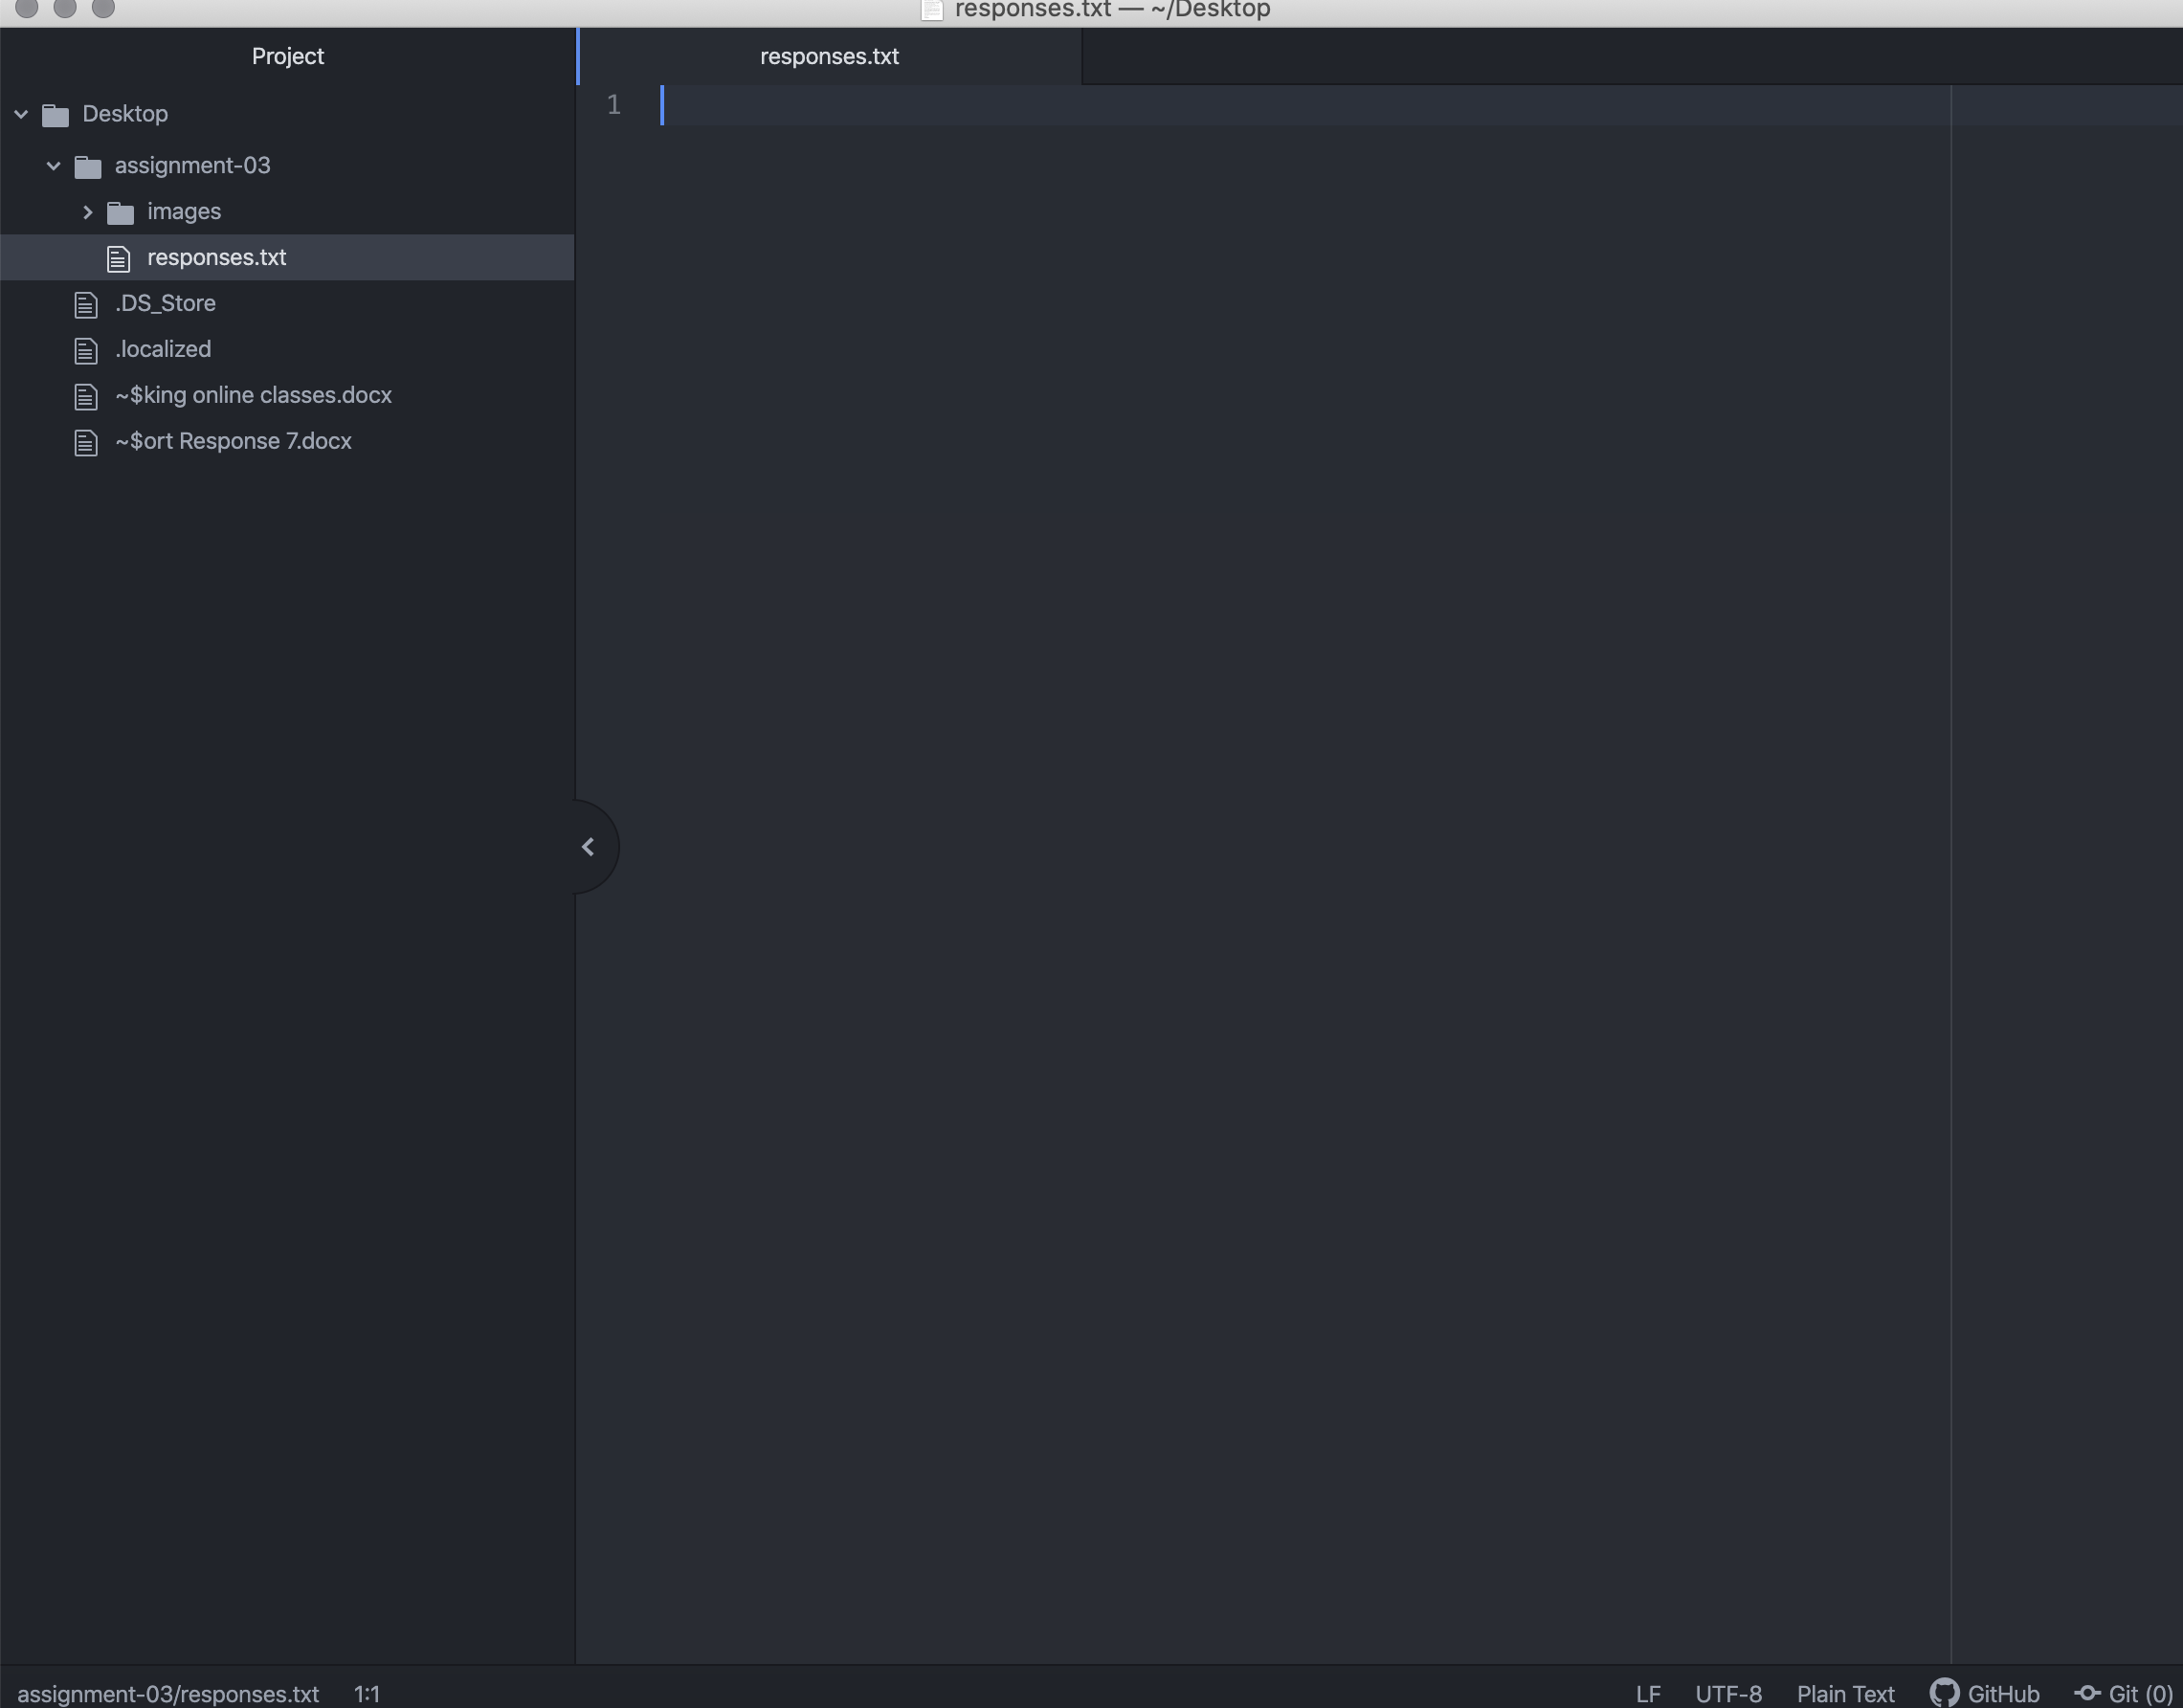 responses.txt — ~/Desktop
Project
responses.txt
Desktop
assignment-03
images
responses.txt
.DS_Store
.localized
~$king online classes.docx
~$ort Response 7.docx
1
assignment-03/responses.txt 1:1 LF UTF-8 Plain Text GitHub Git (0)